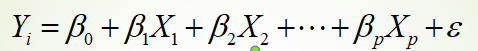 Yᵢ = β₀ + β₁X₁ + β₂X₂ + ⋯ + βₚXₚ + ε